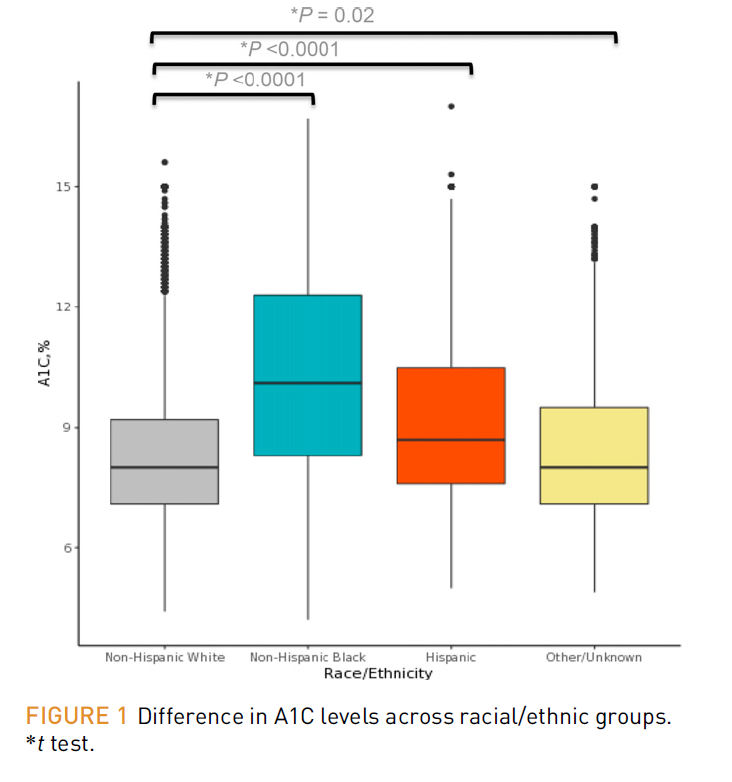 *P = 0.02
*P <0.0001
*P <0.0001
15
12
9
6
A1C,%
Non-Hispanic White
Non-Hispanic Black
Hispanic
Other/Unknown
Race/Ethnicity
FIGURE 1 Difference in A1C levels across racial/ethnic groups.
*t test.